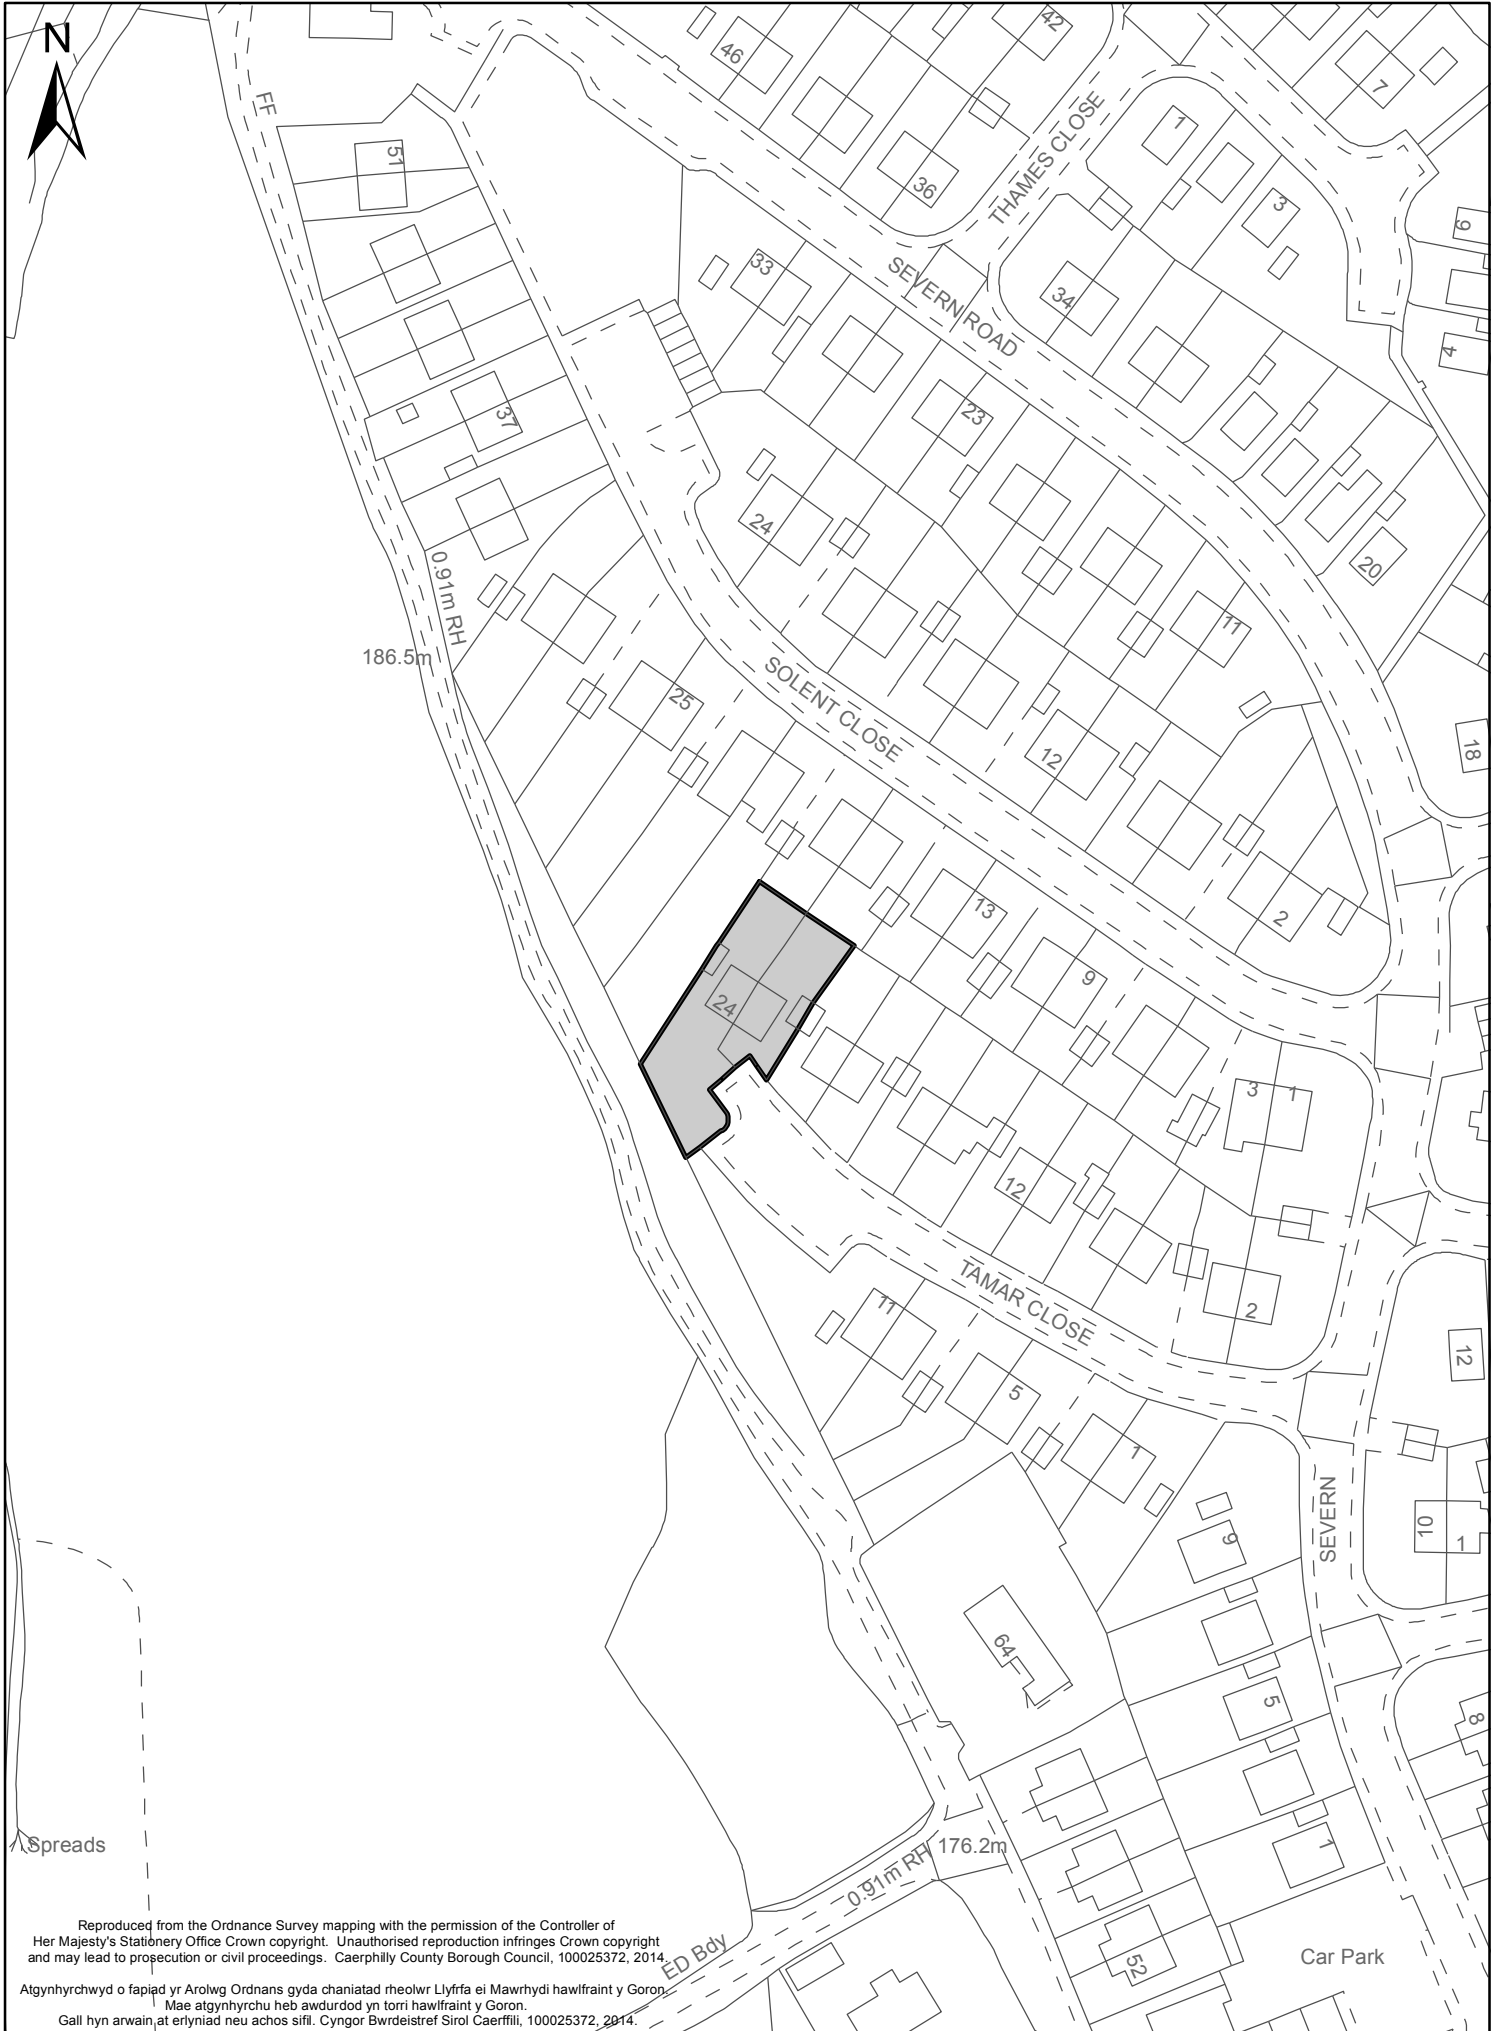 N
42
46
7
FF
THAMES CLOSE
1
51
36
3
9
33
SEVERN ROAD
34
4
37
23
24
20
0.91m RH
11
186.5m
SOLENT CLOSE
25
12
18
13
2
9
24
3
1
12
TAMAR CLOSE
11
2
12
5
1
SEVERN
10
1
9
64
5
8
1
Spreads
176.2m
0.91m RH
52
Car Park
ED Bdy
Reproduced from the Ordnance Survey mapping with the permission of the Controller of
Her Majesty's Stationery Office Crown copyright. Unauthorised reproduction infringes Crown copyright
and may lead to prosecution or civil proceedings. Caerphilly County Borough Council, 100025372, 2014.
Atgynhyrchwyd o fapiad yr Arolwg Ordnans gyda chaniatad rheolwr Llyfrfa ei Mawrhydi hawlfraint y Goron.
Mae atgynhyrchu heb awdurdod yn torri hawlfraint y Goron.
Gall hyn arwain at erlyniad neu achos sifil. Cyngor Bwrdeistref Sirol Caerffili, 100025372, 2014.